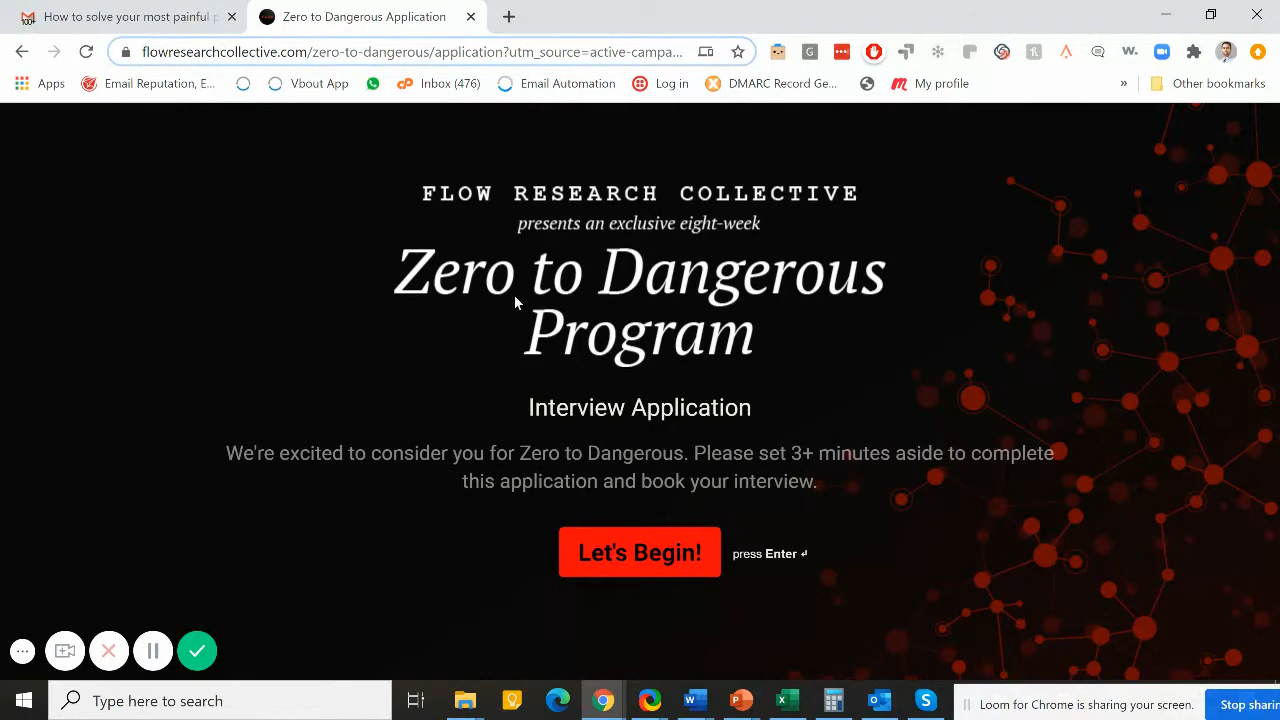 How to solve your most painful p
Zero to Dangerous Application
flowresearchcollective.com/zero-to-dangerous/application?utm_source=active-campa...
Apps
Email Reputation, E...
Vbout App
Inbox (476)
Email Automation
Log in
DMARC Record Ge...
My profile
»
Other bookmarks
FLOW RESEARCH COLLECTIVE
presents an exclusive eight-week
Zero to Dangerous
Program
Interview Application
We're excited to consider you for Zero to Dangerous. Please set 3+ minutes aside to complete
this application and book your interview.
Let's Begin!
press Enter ↵
Type here to search
Loom for Chrome is sharing your screen.
Stop sharin